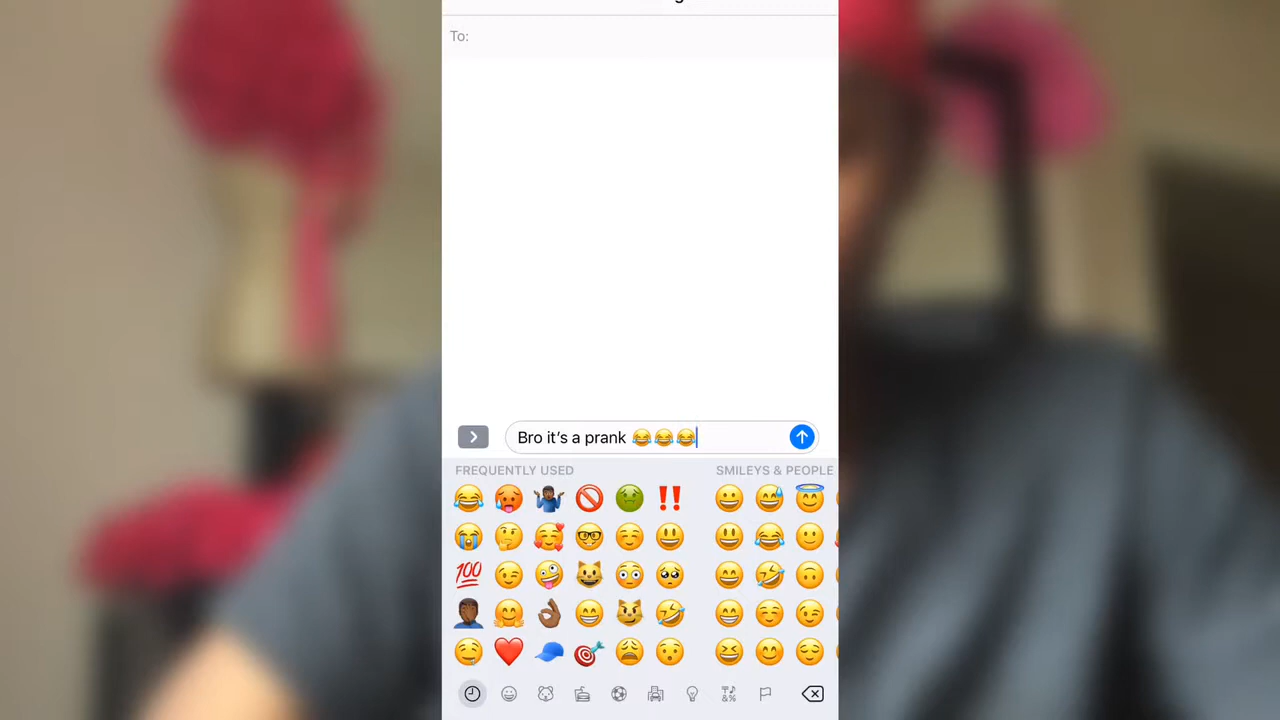 To:
Bro it's a prank 😂😂😂
FREQUENTLY USED
SMILEYS & PEOPLE